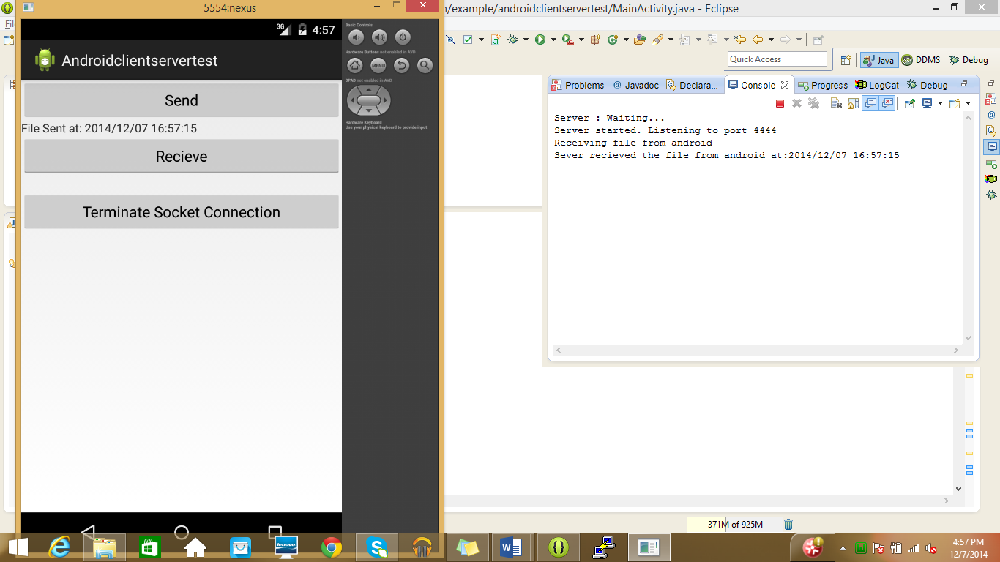 5554:nexus
n/example/androidclientservertest/MainActivity.java - Eclipse
Fil
3G 4:57
Androidclientservertest
Send
File Sent at: 2014/12/07 16:57:15
Recieve
Terminate Socket Connection
Basic Controls
Hardware Buttons not enabled in AVD
MENU
DPAD not enabled in AVD
Hardware Keyboard
Use your physical keyboard to provide input
Quick Access
Java
DDMS
Debug
Problems
@ Javadoc
Declara...
Console
Progress
LogCat
Debug
Server : Waiting...
Server started. Listening to port 4444
Receiving file from android
Sever recieved the file from android at:2014/12/07 16:57:15
371M of 925M
lenovo
4:57 PM
12/7/2014